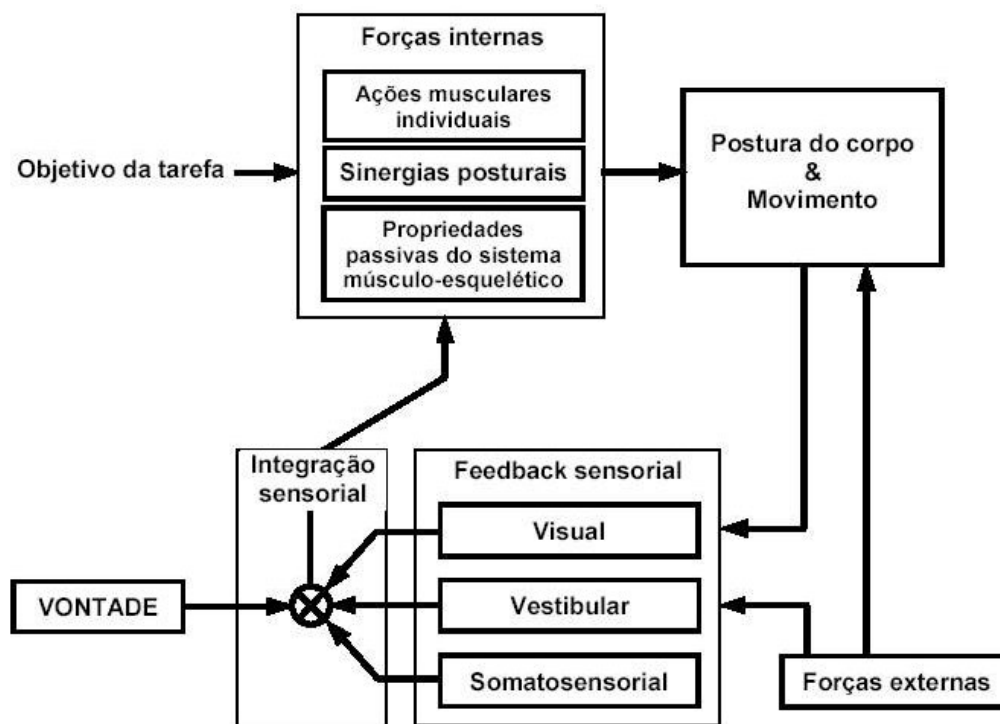 Forças internas
Ações musculares
individuais
Objetivo da tarefa
Sinergias posturais
Propriedades
passivas do sistema
músculo-esquelético
Postura do corpo
&
Movimento
Integração
sensorial
Feedback sensorial
Visual
VONTADE
Vestibular
Somatosensorial
Forças externas